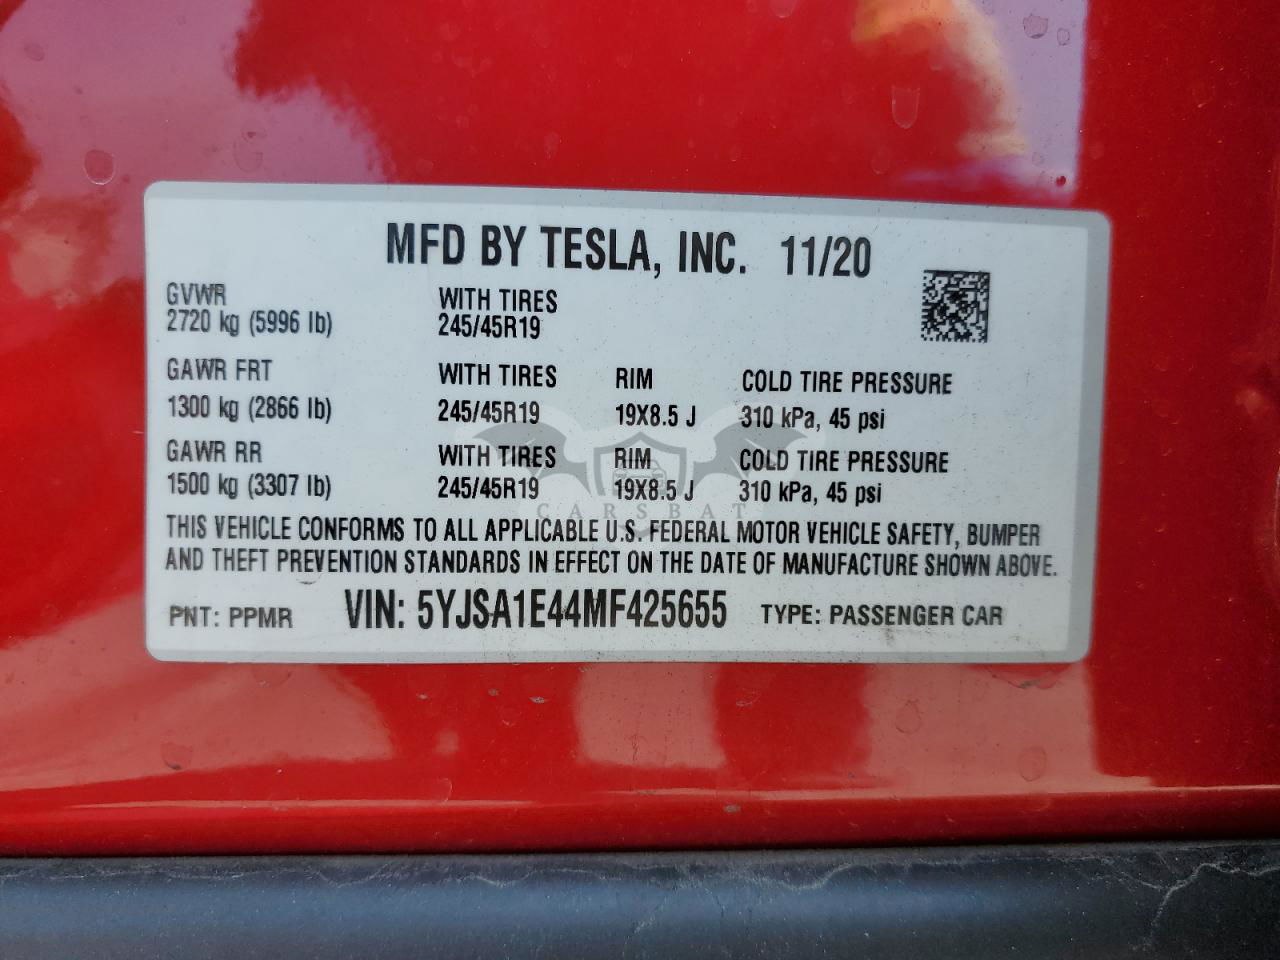 MFD BY TESLA, INC. 11/20
GVWR
2720 kg (5996 lb)
WITH TIRES
245/45R19
GAWR FRT WITH TIRES RIM COLD TIRE PRESSURE
1300 kg (2866 lb) 245/45R19 19X8.5 J 310 kPa, 45 psi
GAWR RR WITH TIRES RIM COLD TIRE PRESSURE
1500 kg (3307 lb) 245/45R19 19X8.5 J 310 kPa, 45 psi
CARSBAT
THIS VEHICLE CONFORMS TO ALL APPLICABLE U.S. FEDERAL MOTOR VEHICLE SAFETY, BUMPER
AND THEFT PREVENTION STANDARDS IN EFFECT ON THE DATE OF MANUFACTURE SHOWN ABOVE.
PNT: PPMR VIN: 5YJSA1E44MF425655 TYPE: PASSENGER CAR